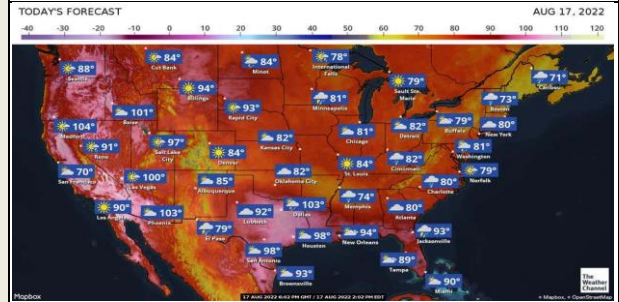 TODAY'S FORECAST
AUG 17, 2022
-40 -30 -20 -10 0 10 20 30 40 50 60 70 80 90 100 110 120
88°
Seattle
84°
Cut Bank
84°
Minot
78°
International
Falls
79°
Sault Ste.
Marie
71°
Caribou
94°
Billings
93°
Rapid City
81°
Minneapolis
73°
Boston
101°
Boise
104°
Medford
91°
Reno
97°
Salt Lake
City
84°
Denver
82°
Kansas City
81°
Chicago
82°
Detroit
79°
Buffalo
80°
New York
81°
Washington
70°
San Francisco
100°
Las Vegas
85°
Albuquerque
82°
Oklahoma City
84°
St. Louis
82°
Cincinnati
79°
Norfolk
80°
Charlotte
90°
Los Angeles
103°
Phoenix
79°
El Paso
92°
Lubbock
103°
Dallas
74°
Memphis
80°
Atlanta
98°
San Antonio
98°
Houston
94°
New Orleans
93°
Jacksonville
93°
Brownsville
89°
Tampa
90°
Miami
The
Weather
Channel
Mapbox
17 AUG 2022 6:02 PM GMT / 17 AUG 2022 2:02 PM EDT
© Mapbox, © OpenStreetMap